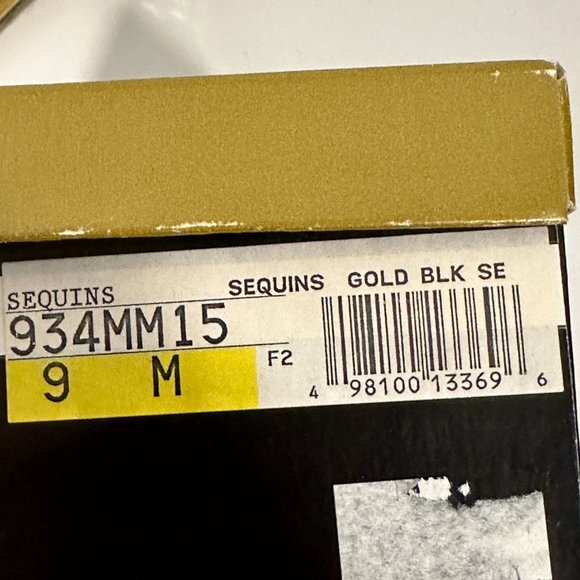 SEQUINS GOLD BLK SE
SEQUINS
934MM15
9 M
F2
4 98100 13369 6